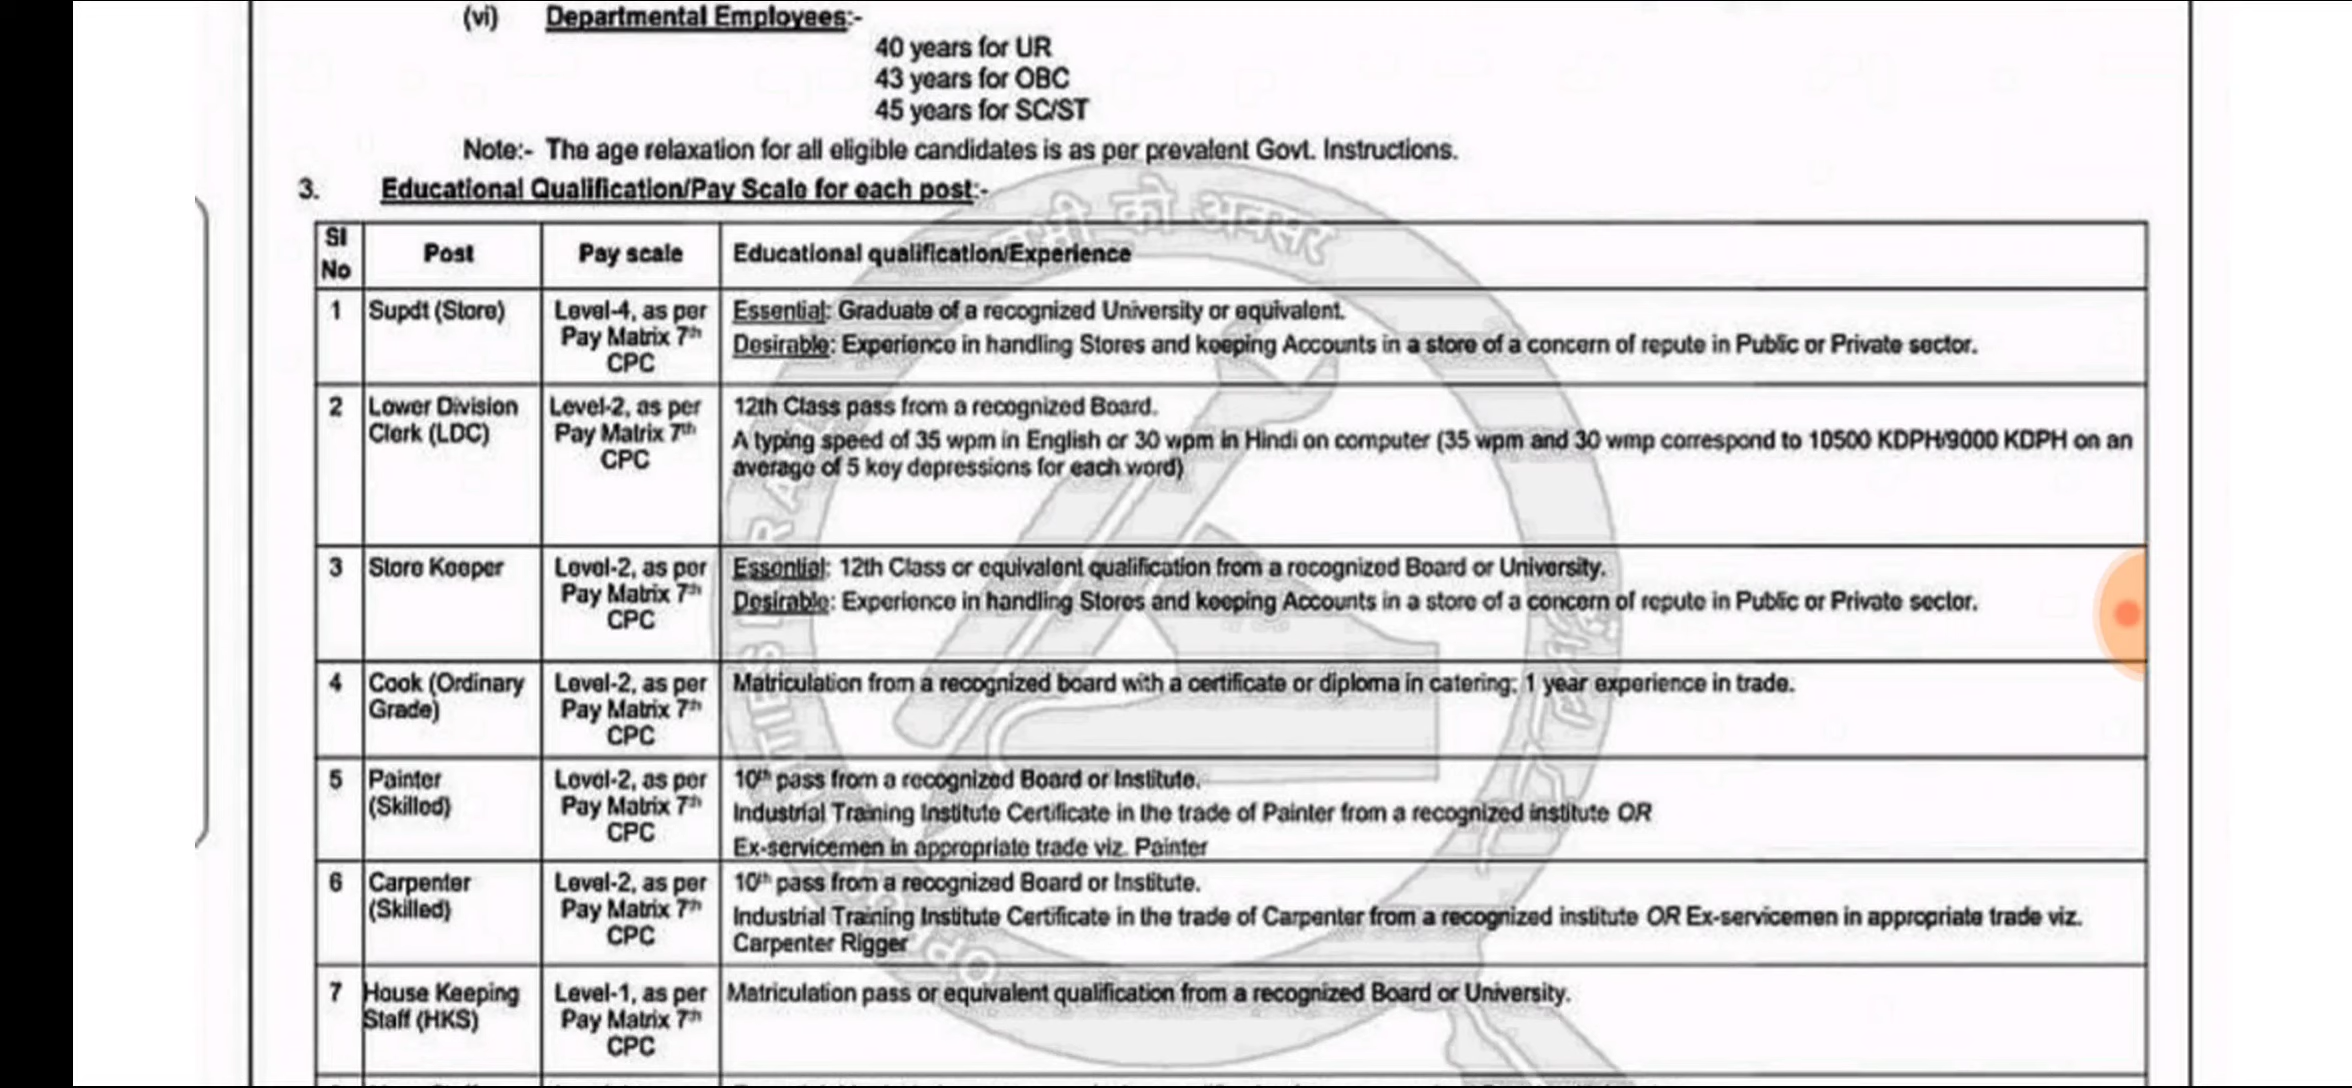 (vi) Departmental Employees:-
40 years for UR
43 years for OBC
45 years for SC/ST
Note:- The age relaxation for all eligible candidates is as per prevalent Govt. Instructions.
3. Educational Qualification/Pay Scale for each post:-
को अवसर
Sl No Post Pay scale Educational qualification/Experience
1 Supdt (Store) Level-4, as per Pay Matrix 7th CPC
Essential: Graduate of a recognized University or equivalent.
Desirable: Experience in handling Stores and keeping Accounts in a store of a concern of repute in Public or Private sector.
2 Lower Division Clerk (LDC) Level-2, as per Pay Matrix 7th CPC
12th Class pass from a recognized Board.
A typing speed of 35 wpm in English or 30 wpm in Hindi on computer (35 wpm and 30 wmp correspond to 10500 KDPH/9000 KDPH on an
average of 5 key depressions for each word)
3 Store Keeper Level-2, as per Pay Matrix 7th CPC
Essential: 12th Class or equivalent qualification from a recognized Board or University.
Desirable: Experience in handling Stores and keeping Accounts in a store of a concern of repute in Public or Private sector.
4 Cook (Ordinary Grade) Level-2, as per Pay Matrix 7th CPC
Matriculation from a recognized board with a certificate or diploma in catering; 1 year experience in trade.
5 Painter (Skilled) Level-2, as per Pay Matrix 7th CPC
10th pass from a recognized Board or Institute.
Industrial Training Institute Certificate in the trade of Painter from a recognized institute OR
Ex-servicemen in appropriate trade viz. Painter
6 Carpenter (Skilled) Level-2, as per Pay Matrix 7th CPC
10th pass from a recognized Board or Institute.
Industrial Training Institute Certificate in the trade of Carpenter from a recognized institute OR Ex-servicemen in appropriate trade viz.
Carpenter Rigger
7 House Keeping Staff (HKS) Level-1, as per Pay Matrix 7th CPC
Matriculation pass or equivalent qualification from a recognized Board or University.